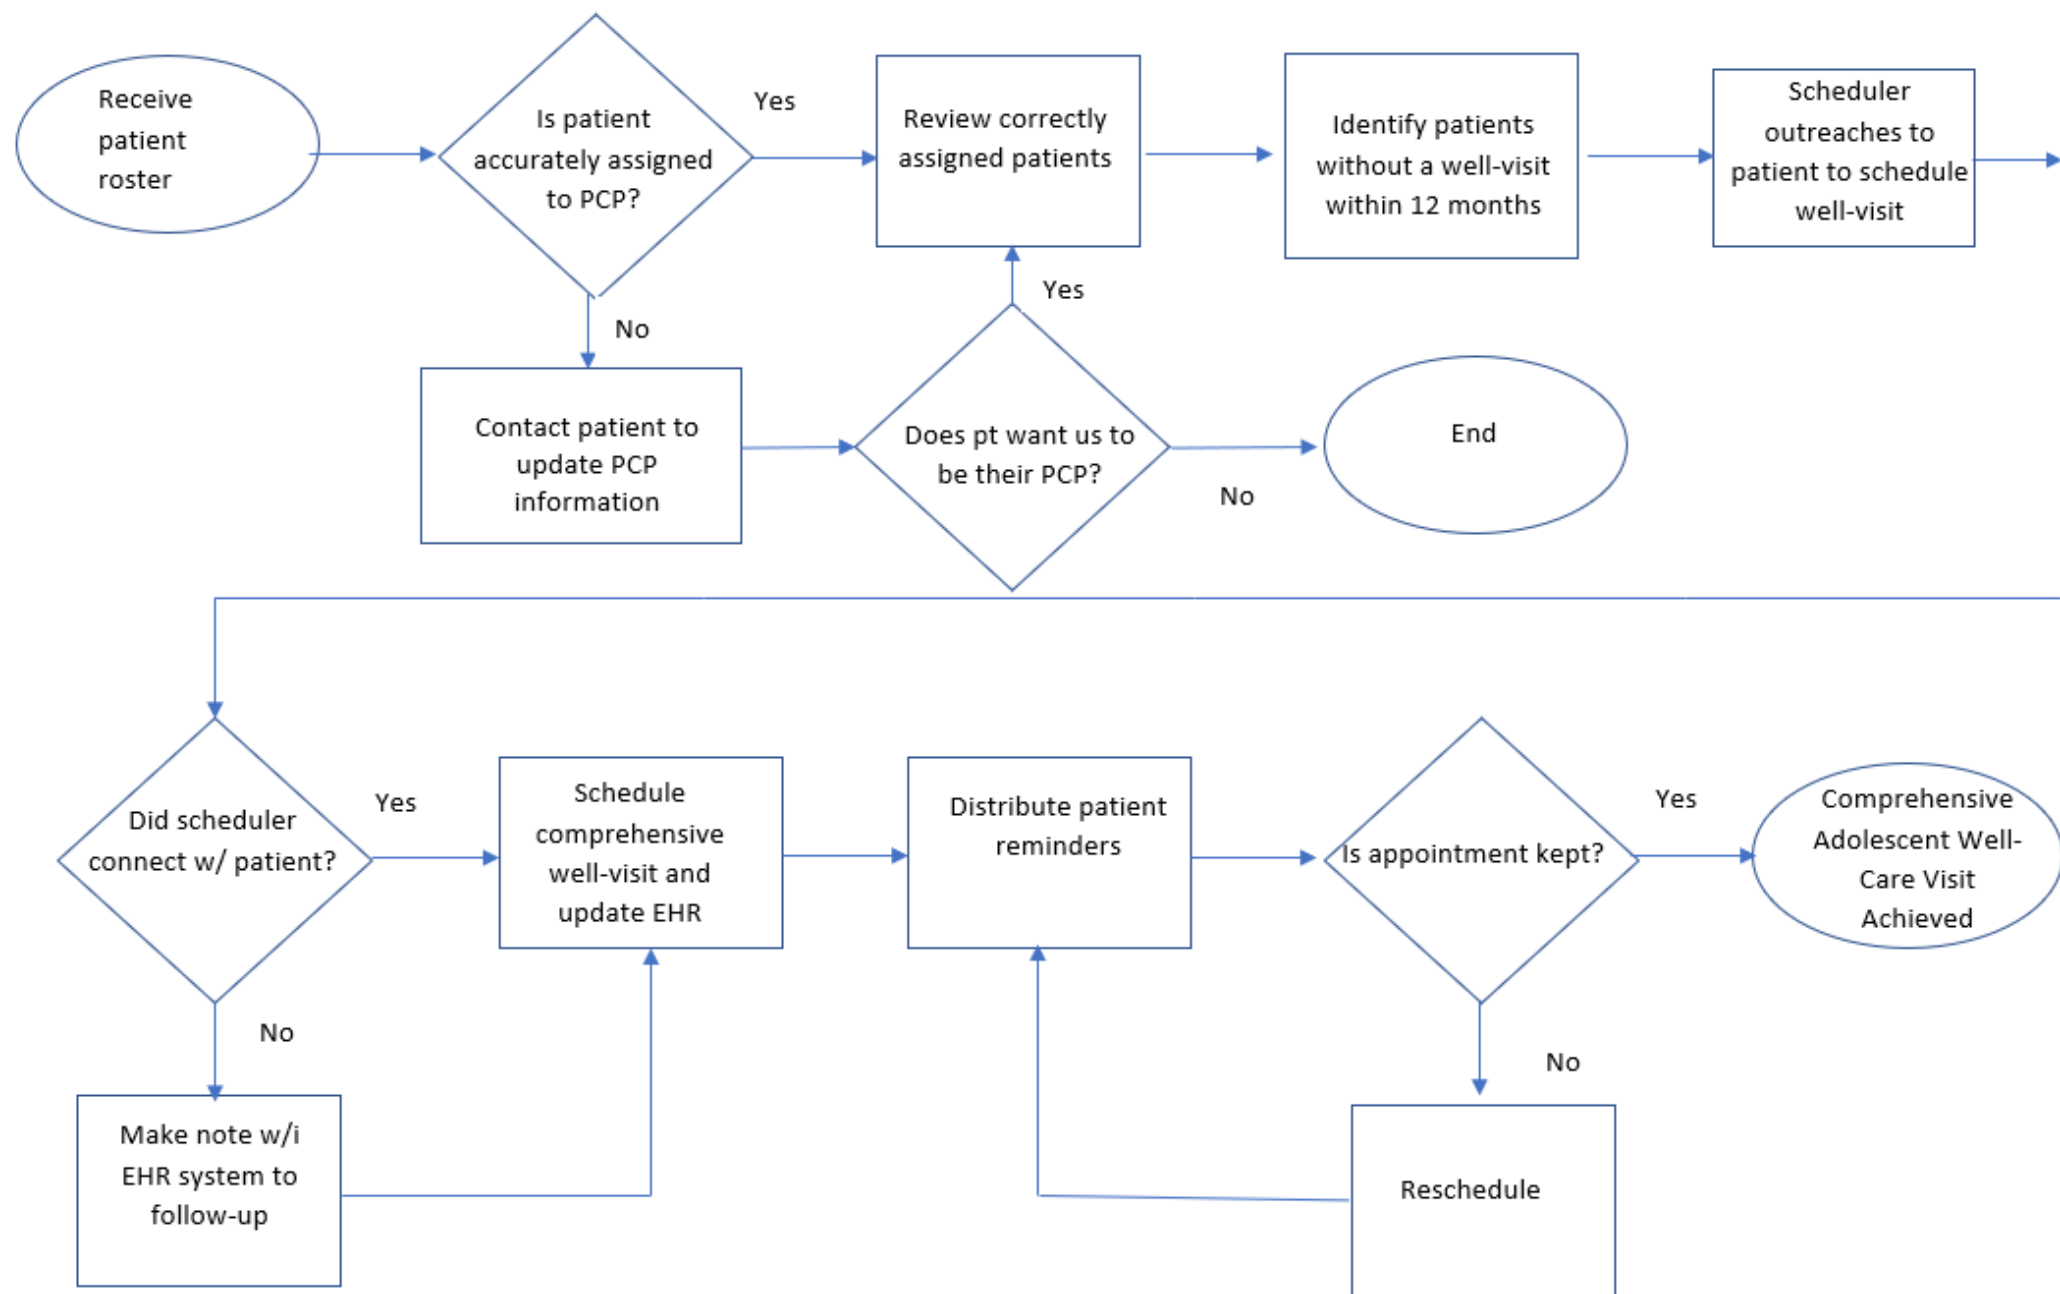 Receive
patient
roster
Is patient
accurately assigned
to PCP?
Yes
Review correctly
assigned patients
Identify patients
without a well-visit
within 12 months
Scheduler
outreaches to
patient to schedule
well-visit
No
Yes
Contact patient to
update PCP
information
Does pt want us to
be their PCP?
No
End
Did scheduler
connect w/ patient?
Yes
Schedule
comprehensive
well-visit and
update EHR
Distribute patient
reminders
Is appointment kept?
Yes
Comprehensive
Adolescent Well-
Care Visit
Achieved
No
Make note w/i
EHR system to
follow-up
No
Reschedule